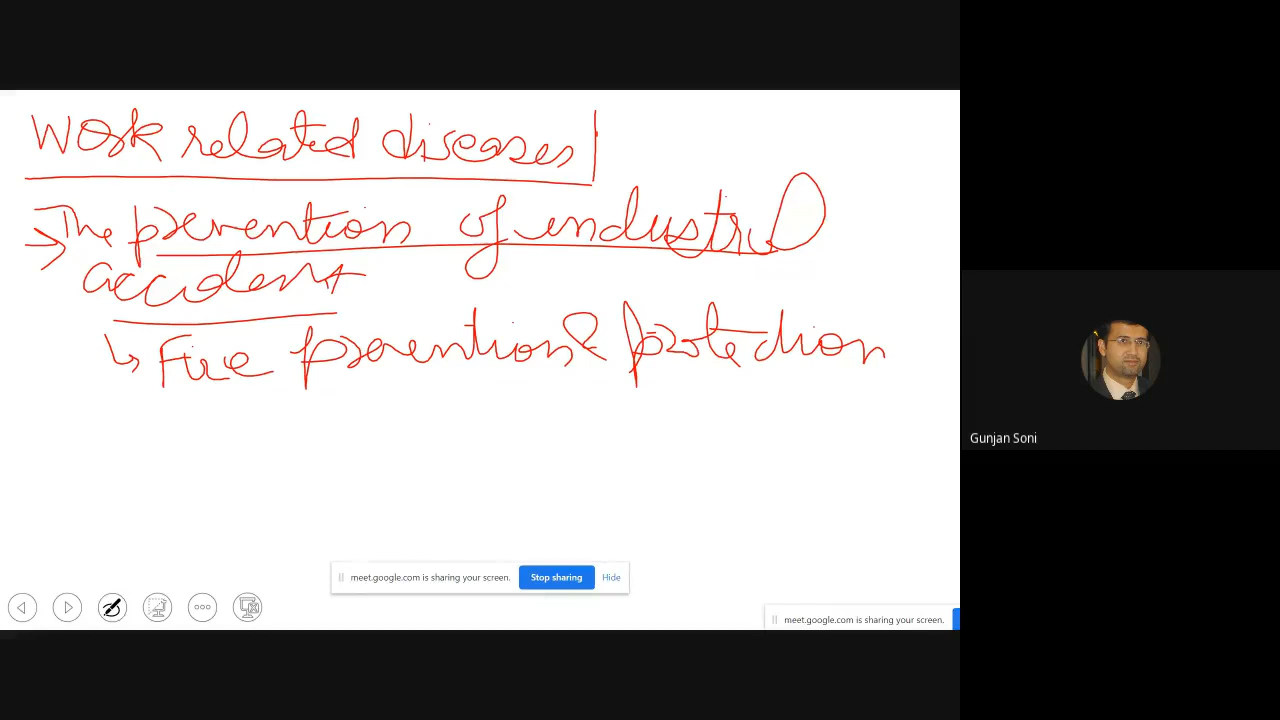 Work related diseases
→ The prevention of industrial
accident
↳ Fire prevention & protection
Gunjan Soni
meet.google.com is sharing your screen. Stop sharing Hide
meet.google.com is sharing your screen.